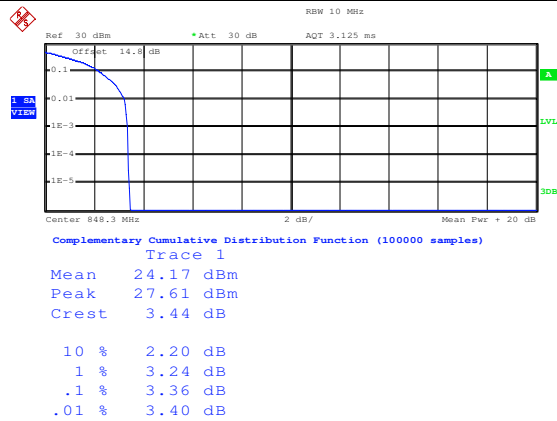 RBW 10 MHz
Ref 30 dBm * Att 30 dB AQT 3.125 ms
Offset 14.8 dB
0.1
0.01
1E-3
1E-4
1E-5
1 SA
VIEW
A
LVL
3DB
Center 848.3 MHz 2 dB/ Mean Pwr + 20 dB
Complementary Cumulative Distribution Function (100000 samples)
Trace 1
Mean 24.17 dBm
Peak 27.61 dBm
Crest 3.44 dB
10 % 2.20 dB
1 % 3.24 dB
.1 % 3.36 dB
.01 % 3.40 dB